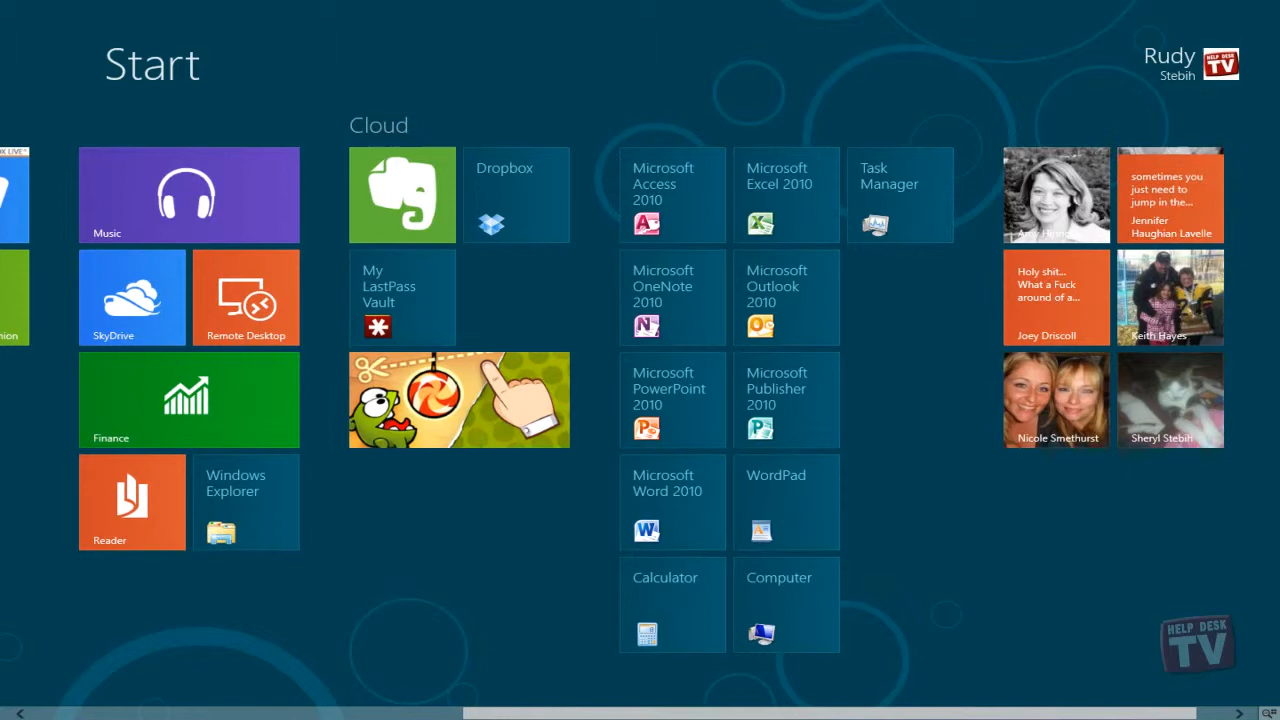 Start
Rudy
Stebih
HELP DESK
TV
Cloud
Music
SkyDrive
Remote Desktop
Finance
Reader
Windows
Explorer
Dropbox
My
LastPass
Vault
Microsoft
Access
2010
Microsoft
Excel 2010
Task
Manager
Microsoft
OneNote
2010
Microsoft
Outlook
2010
Microsoft
PowerPoint
2010
Microsoft
Publisher
2010
Microsoft
Word 2010
WordPad
Calculator
Computer
sometimes you
just need to
jump in the...
Jennifer
Haughian Lavelle
Holy shit...
What a Fuck
around of a...
Joey Driscoll
Keith Hayes
Nicole Smethurst
Sheryl Stebih
HELP DESK
TV